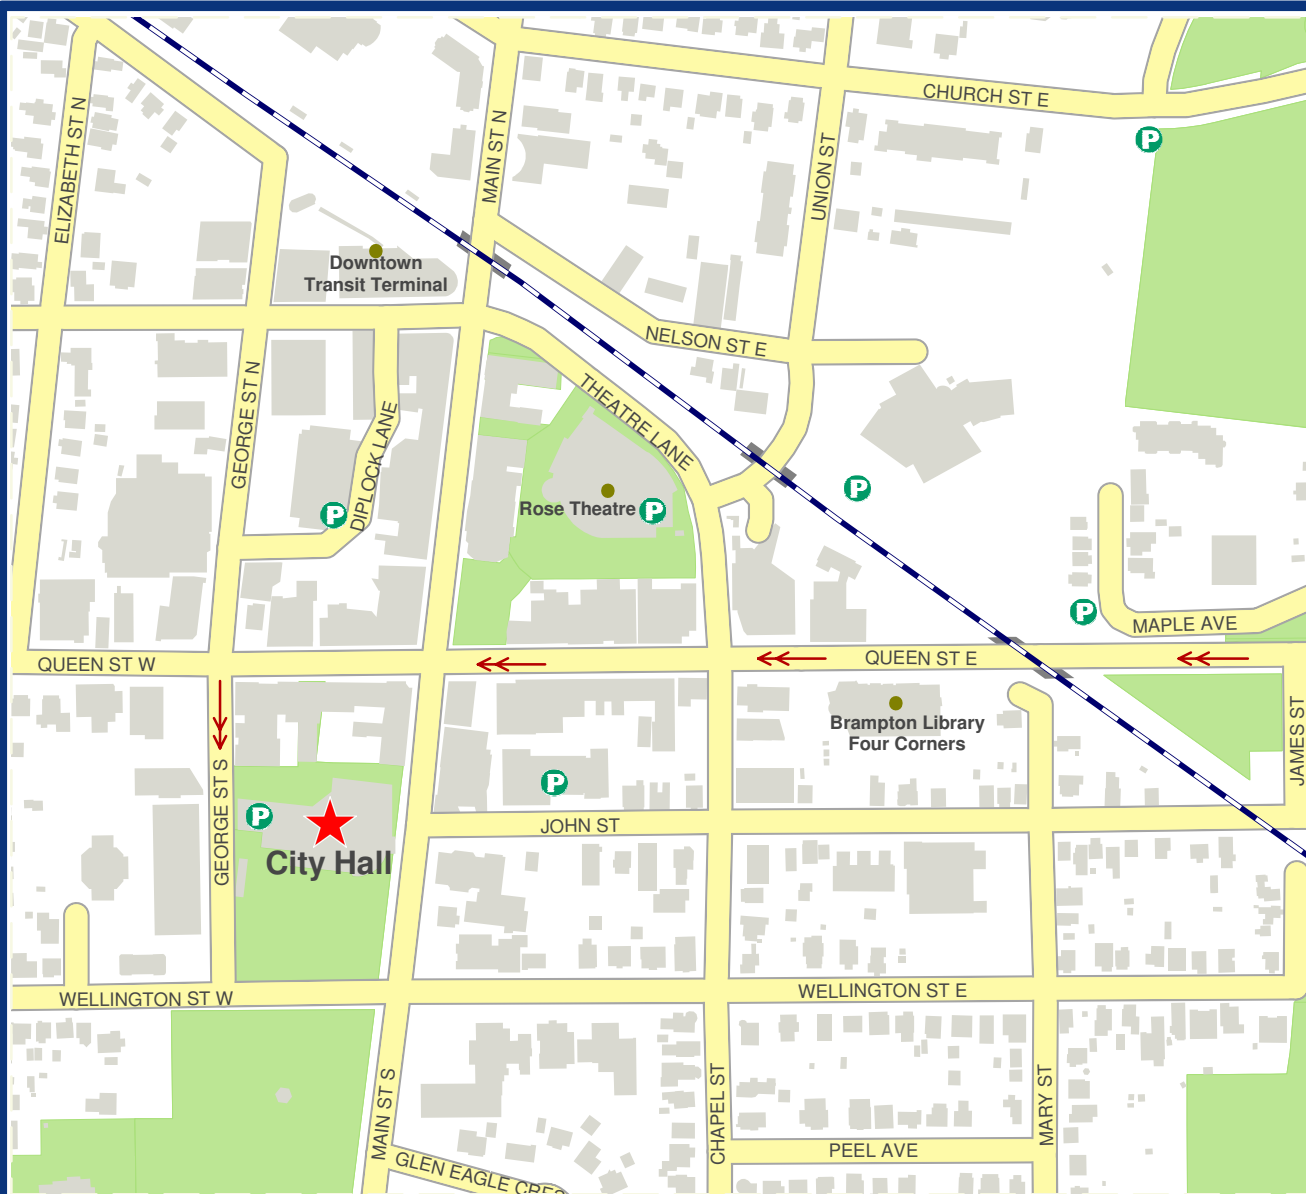 CHURCH ST E
ELIZABETH ST N
MAIN ST N
UNION ST
P
Downtown
Transit Terminal
NELSON ST E
GEORGE ST N
DIPLOCK LANE
THEATRE LANE
P
Rose Theatre
P
P
P
MAPLE AVE
QUEEN ST W
QUEEN ST E
Brampton Library
Four Corners
JAMES ST
GEORGE ST S
P
P
JOHN ST
City Hall
WELLINGTON ST W
WELLINGTON ST E
MAIN ST S
CHAPEL ST
MARY ST
PEEL AVE
GLEN EAGLE CRES